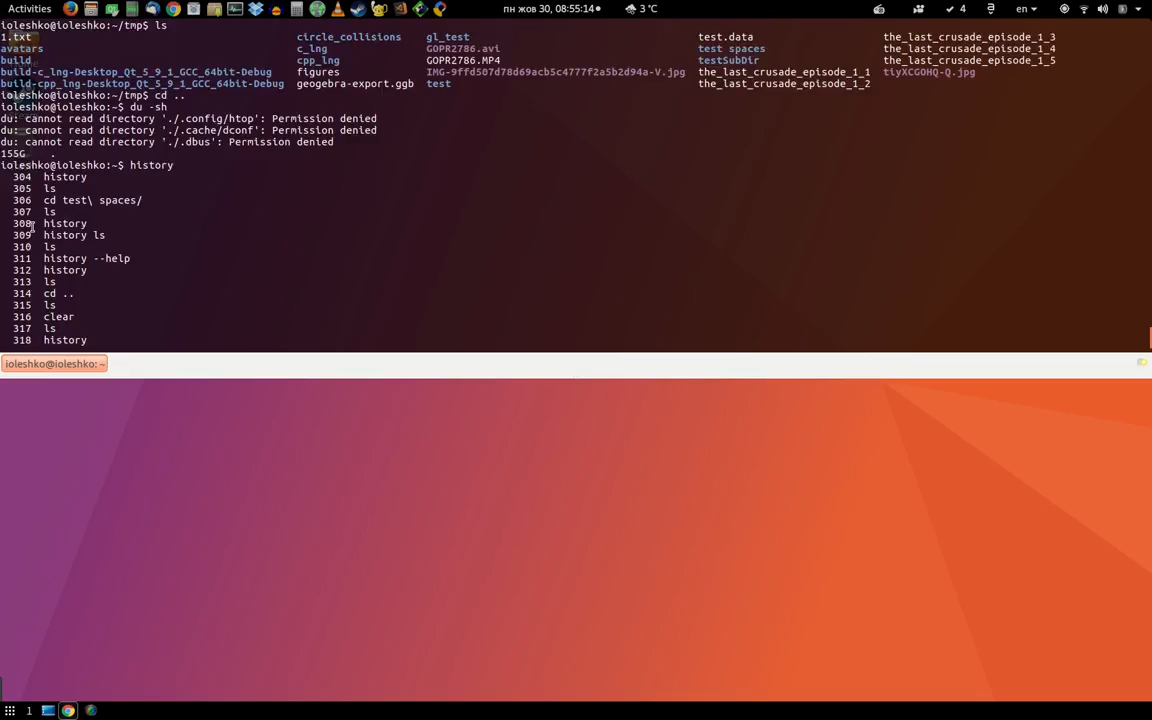 Activities пн жов 30, 08:55:14 3 °C 4 en
ioleshko@ioleshko:~/tmp$ ls
1.txt circle_collisions gl_test test.data the_last_crusade_episode_1_3
avatars c_lng GOPR2786.avi test spaces the_last_crusade_episode_1_4
build cpp_lng GOPR2786.MP4 testSubDir the_last_crusade_episode_1_5
build-c_lng-Desktop_Qt_5_9_1_GCC_64bit-Debug figures IMG-9ffd507d78d69acb5c4777f2a5b2d94a-V.jpg the_last_crusade_episode_1_1 tiyXCGOHQ-Q.jpg
build-cpp_lng-Desktop_Qt_5_9_1_GCC_64bit-Debug geogebra-export.ggb test the_last_crusade_episode_1_2
ioleshko@ioleshko:~/tmp$ cd ..
ioleshko@ioleshko:~$ du -sh
du: cannot read directory './.config/htop': Permission denied
du: cannot read directory './.cache/dconf': Permission denied
du: cannot read directory './.dbus': Permission denied
155G .
ioleshko@ioleshko:~$ history
304 history
305 ls
306 cd test\ spaces/
307 ls
308 history
309 history ls
310 ls
311 history --help
312 history
313 ls
314 cd ..
315 ls
316 clear
317 ls
318 history
ioleshko@ioleshko: ~
1